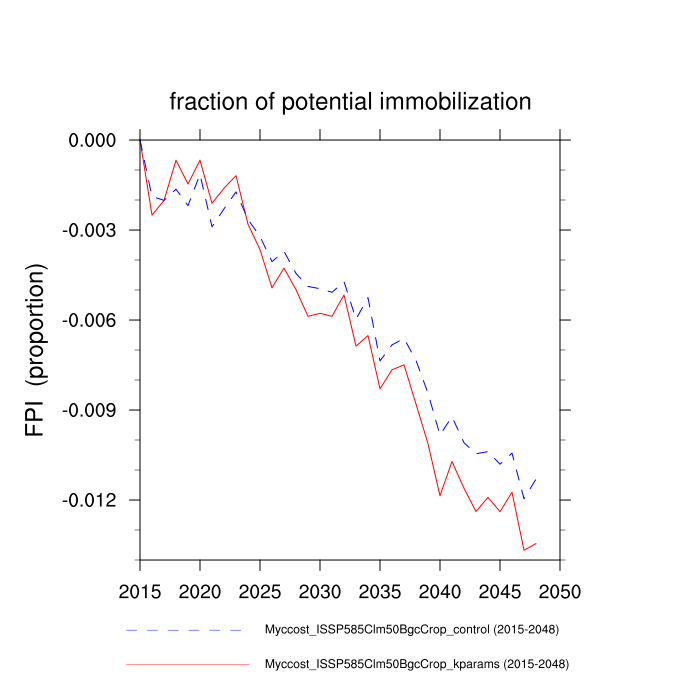 fraction of potential immobilization
0.000
-0.003
-0.006
-0.009
-0.012
FPI (proportion)
2015 2020 2025 2030 2035 2040 2045 2050
Myccost_ISSP585Clm50BgcCrop_control (2015-2048)
Myccost_ISSP585Clm50BgcCrop_kparams (2015-2048)